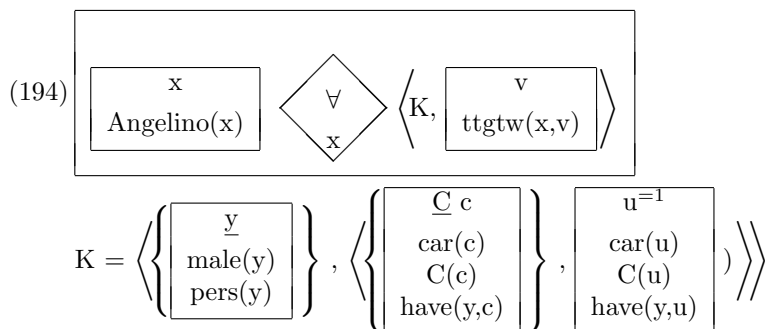 x
(194) Angelino(x) ∀ x ⟨K, v ttgtw(x,v)⟩
y C c u=1
K = ⟨{ male(y) pers(y) } , ⟨{ car(c) C(c) have(y,c) } , car(u) C(u) have(y,u) ) ⟩⟩